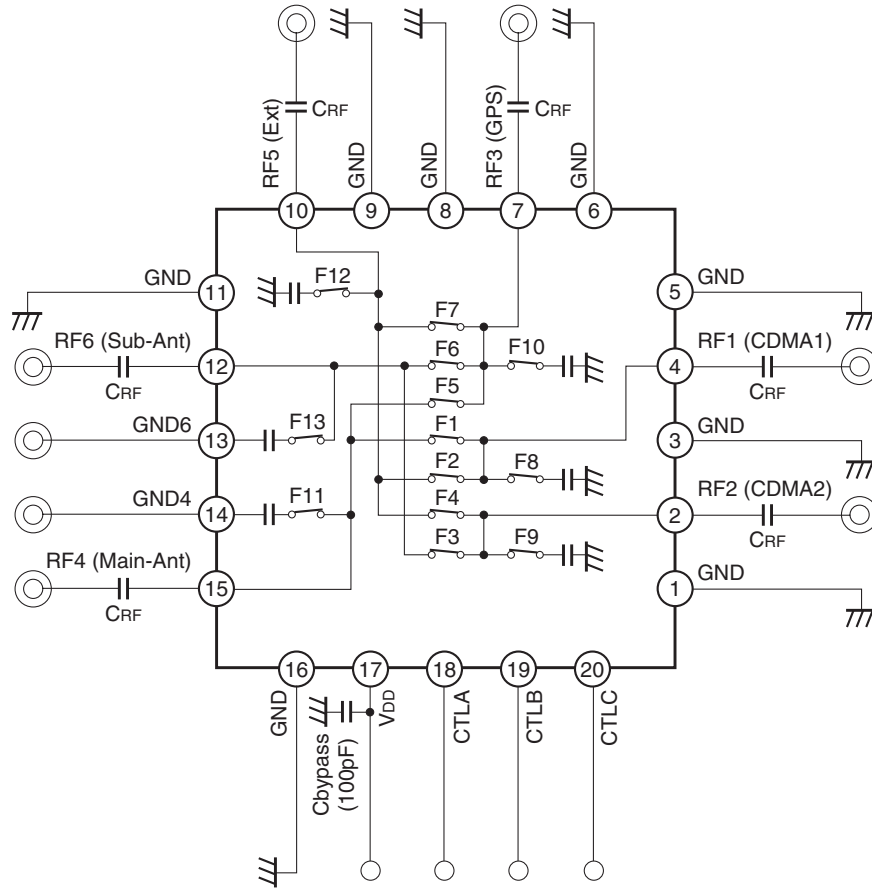 RF5 (Ext)
CRF
GND
GND
RF3 (GPS)
CRF
GND
10
9
8
7
6
GND
11
F12
5
GND
F7
RF6 (Sub-Ant)
CRF
12
F6
F10
4
RF1 (CDMA1)
CRF
F5
GND6
13
F13
F1
3
GND
F2
F8
GND4
14
F11
F4
2
RF2 (CDMA2)
CRF
F3
F9
RF4 (Main-Ant)
CRF
15
1
GND
16
17
18
19
20
GND
Cbypass
(100pF)
VDD
CTLA
CTLB
CTLC